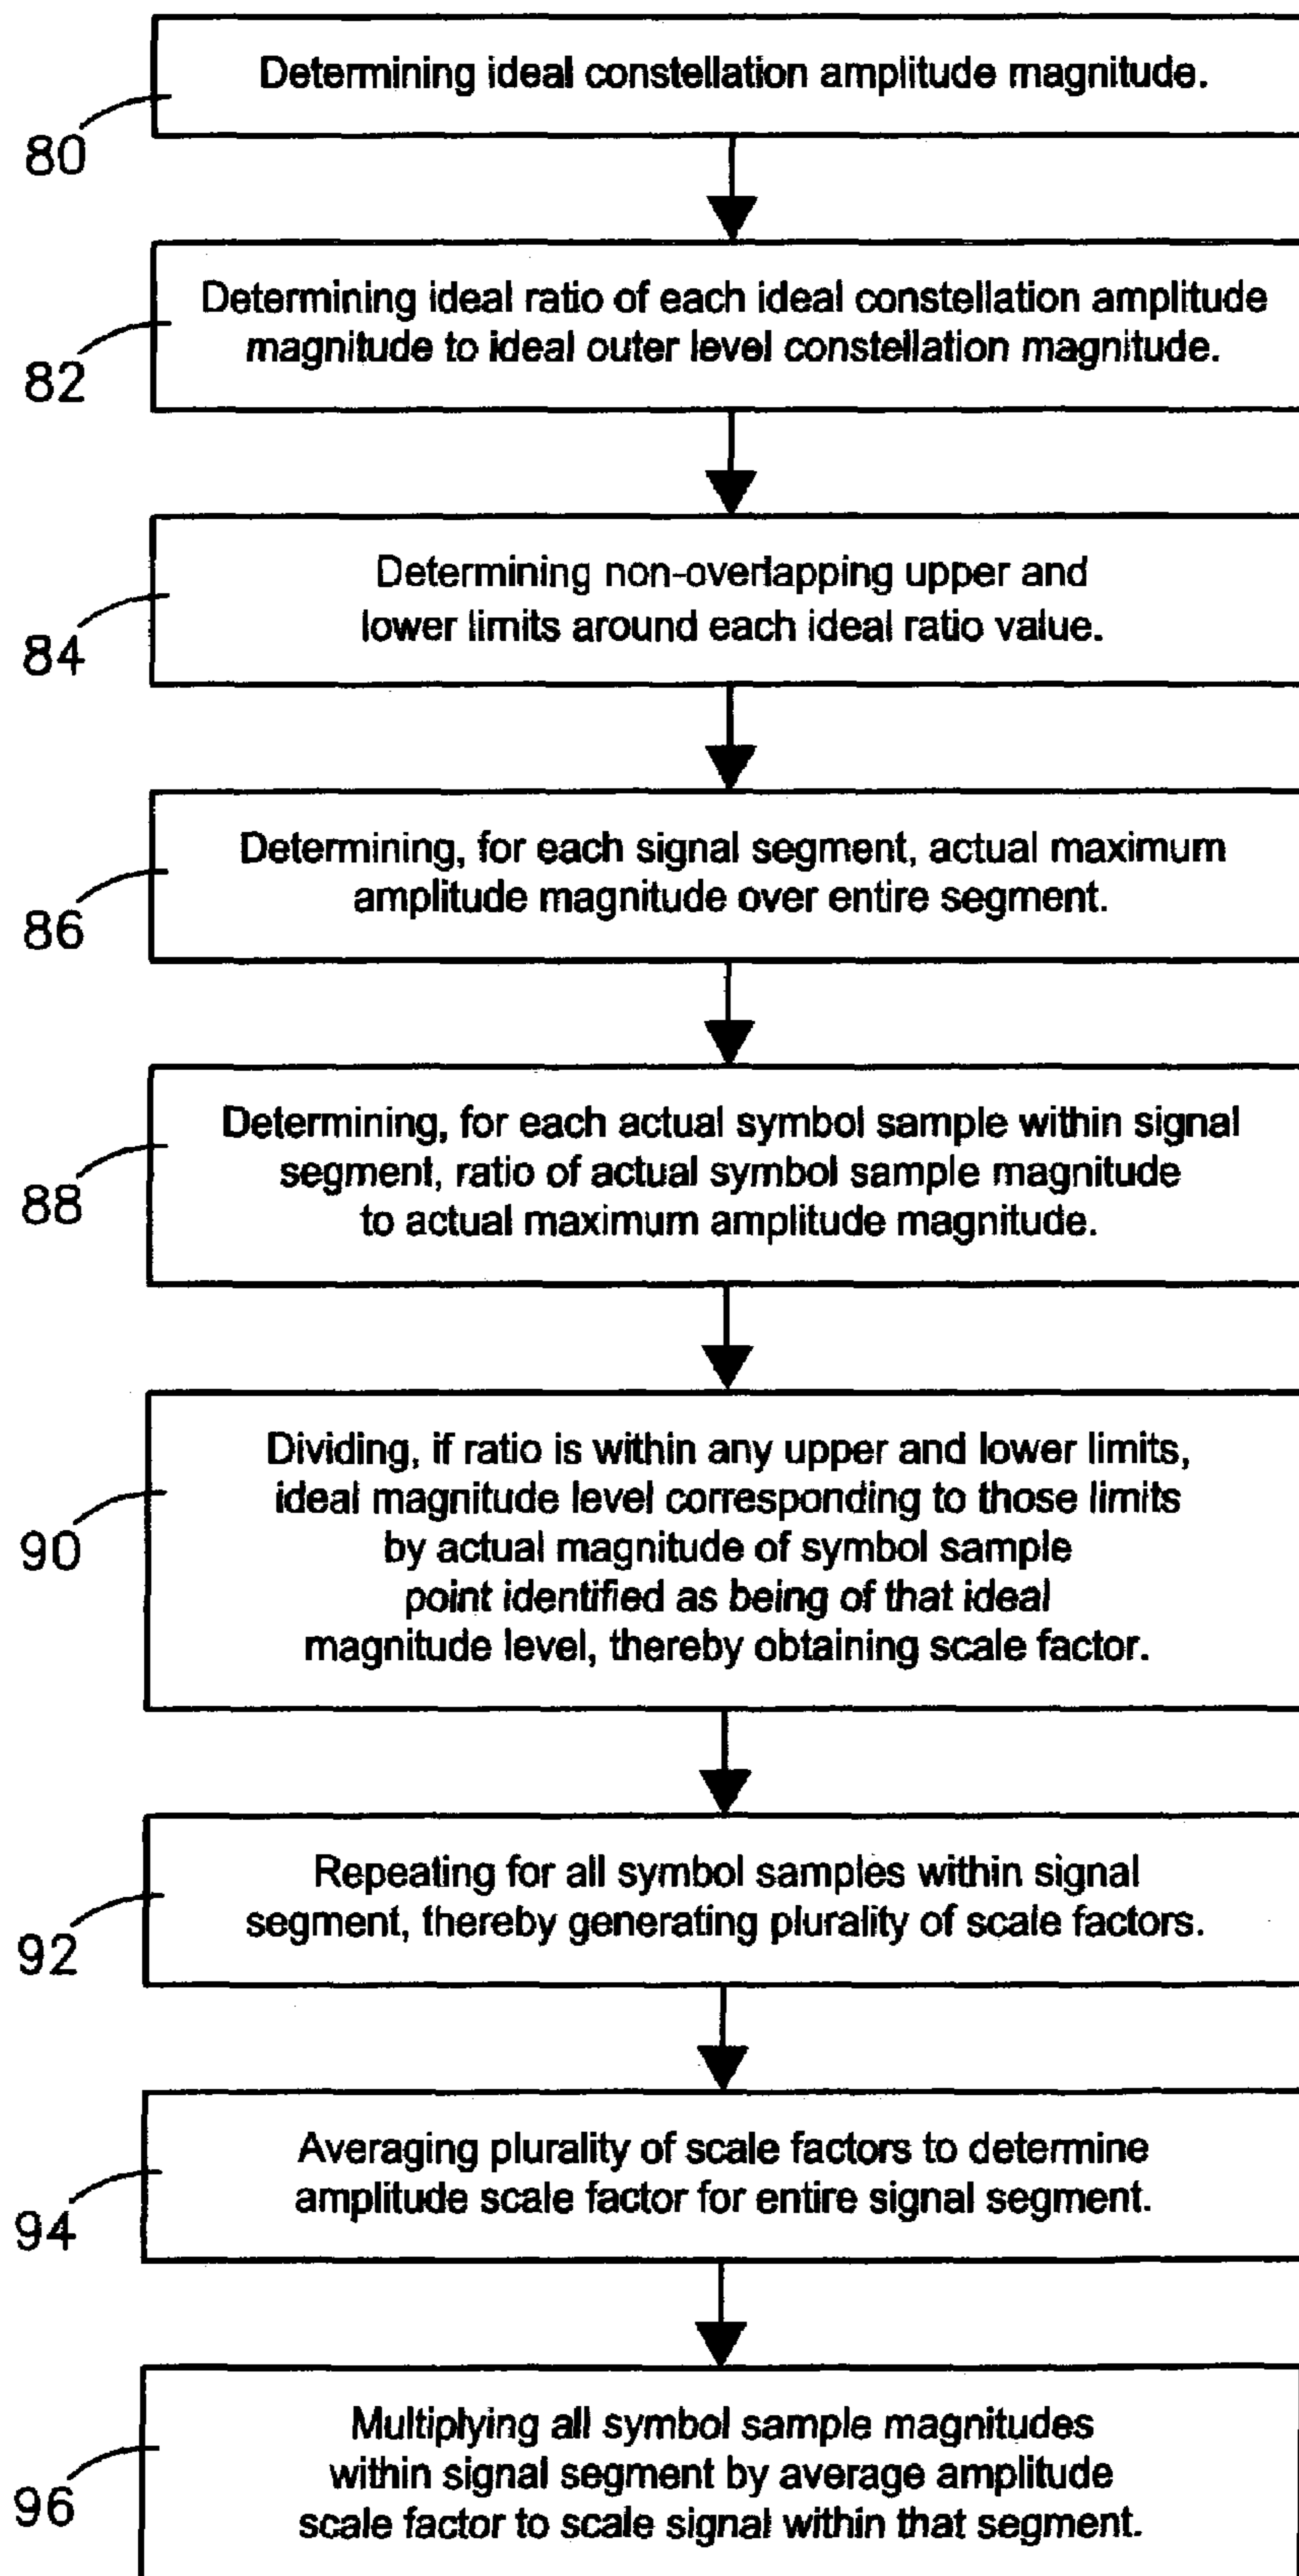 Determining ideal constellation amplitude magnitude.
80
Determining ideal ratio of each ideal constellation amplitude
magnitude to ideal outer level constellation magnitude.
82
Determining non-overlapping upper and
lower limits around each ideal ratio value.
84
Determining, for each signal segment, actual maximum
amplitude magnitude over entire segment.
86
Determining, for each actual symbol sample within signal
segment, ratio of actual symbol sample magnitude
to actual maximum amplitude magnitude.
88
Dividing, if ratio is within any upper and lower limits,
ideal magnitude level corresponding to those limits
by actual magnitude of symbol sample
point identified as being of that ideal
magnitude level, thereby obtaining scale factor.
90
Repeating for all symbol samples within signal
segment, thereby generating plurality of scale factors.
92
Averaging plurality of scale factors to determine
amplitude scale factor for entire signal segment.
94
Multiplying all symbol sample magnitudes
within signal segment by average amplitude
scale factor to scale signal within that segment.
96